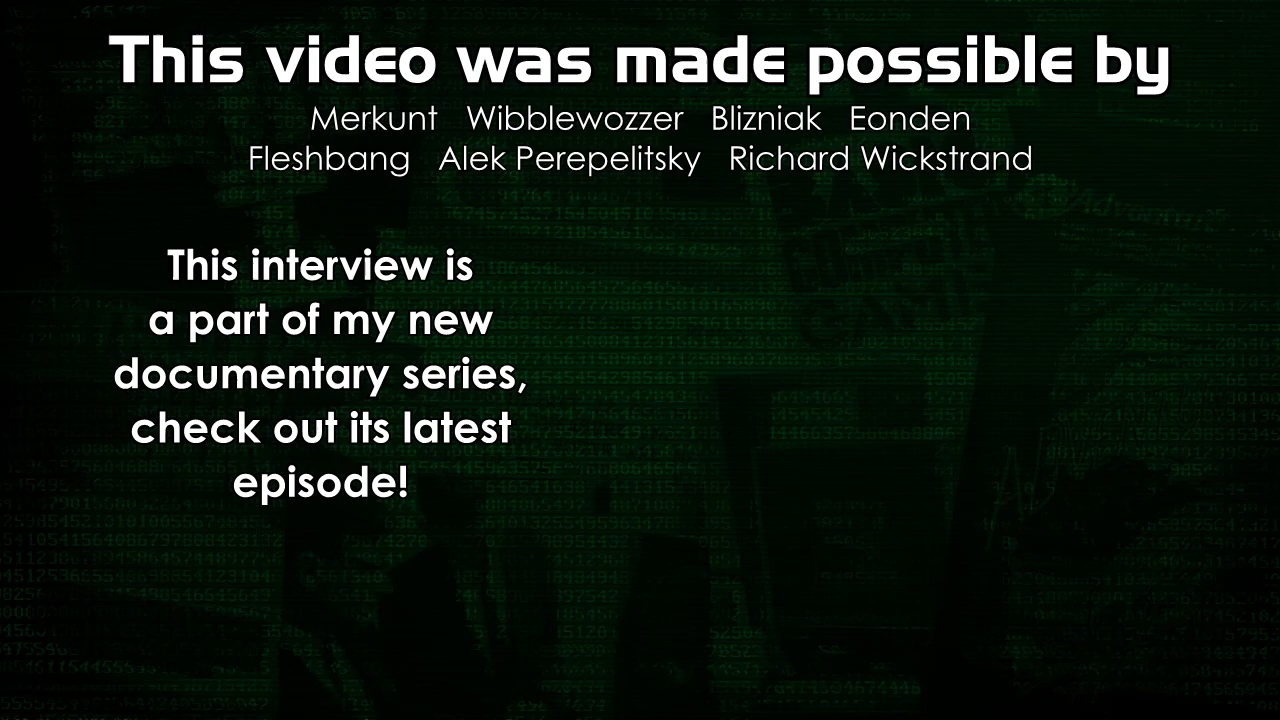 This video was made possible by
Merkunt Wibblewozzer Blizniak Eonden
Fleshbang Alek Perepelitsky Richard Wickstrand
This interview is
a part of my new
documentary series,
check out its latest
episode!